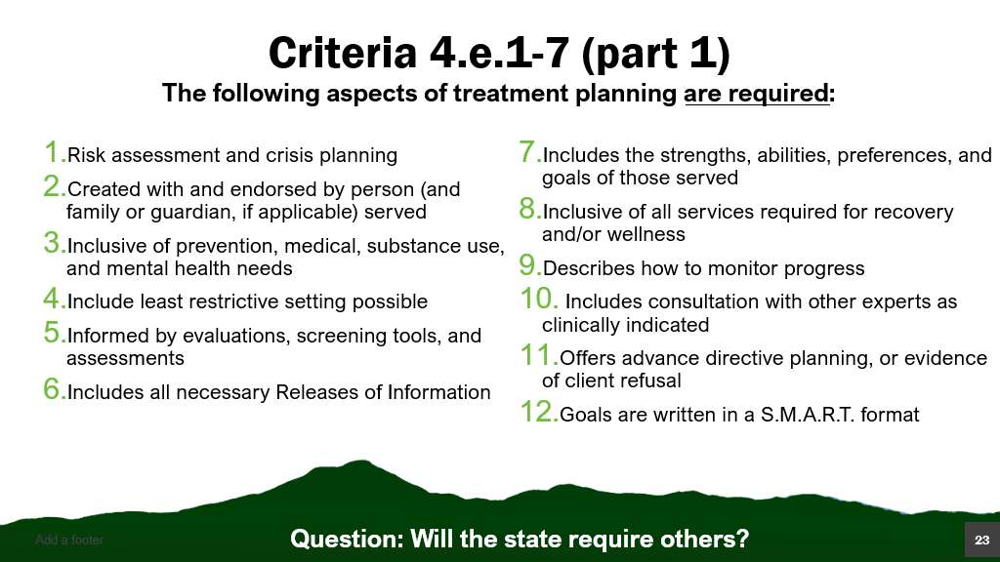 Criteria 4.e.1-7 (part 1)
The following aspects of treatment planning are required:
1.Risk assessment and crisis planning
2.Created with and endorsed by person (and
family or guardian, if applicable) served
3.Inclusive of prevention, medical, substance use,
and mental health needs
4.Include least restrictive setting possible
5.Informed by evaluations, screening tools, and
assessments
6.Includes all necessary Releases of Information
7.Includes the strengths, abilities, preferences, and
goals of those served
8.Inclusive of all services required for recovery
and/or wellness
9.Describes how to monitor progress
10. Includes consultation with other experts as
clinically indicated
11.Offers advance directive planning, or evidence
of client refusal
12.Goals are written in a S.M.A.R.T. format
Add a footer
Question: Will the state require others?
23